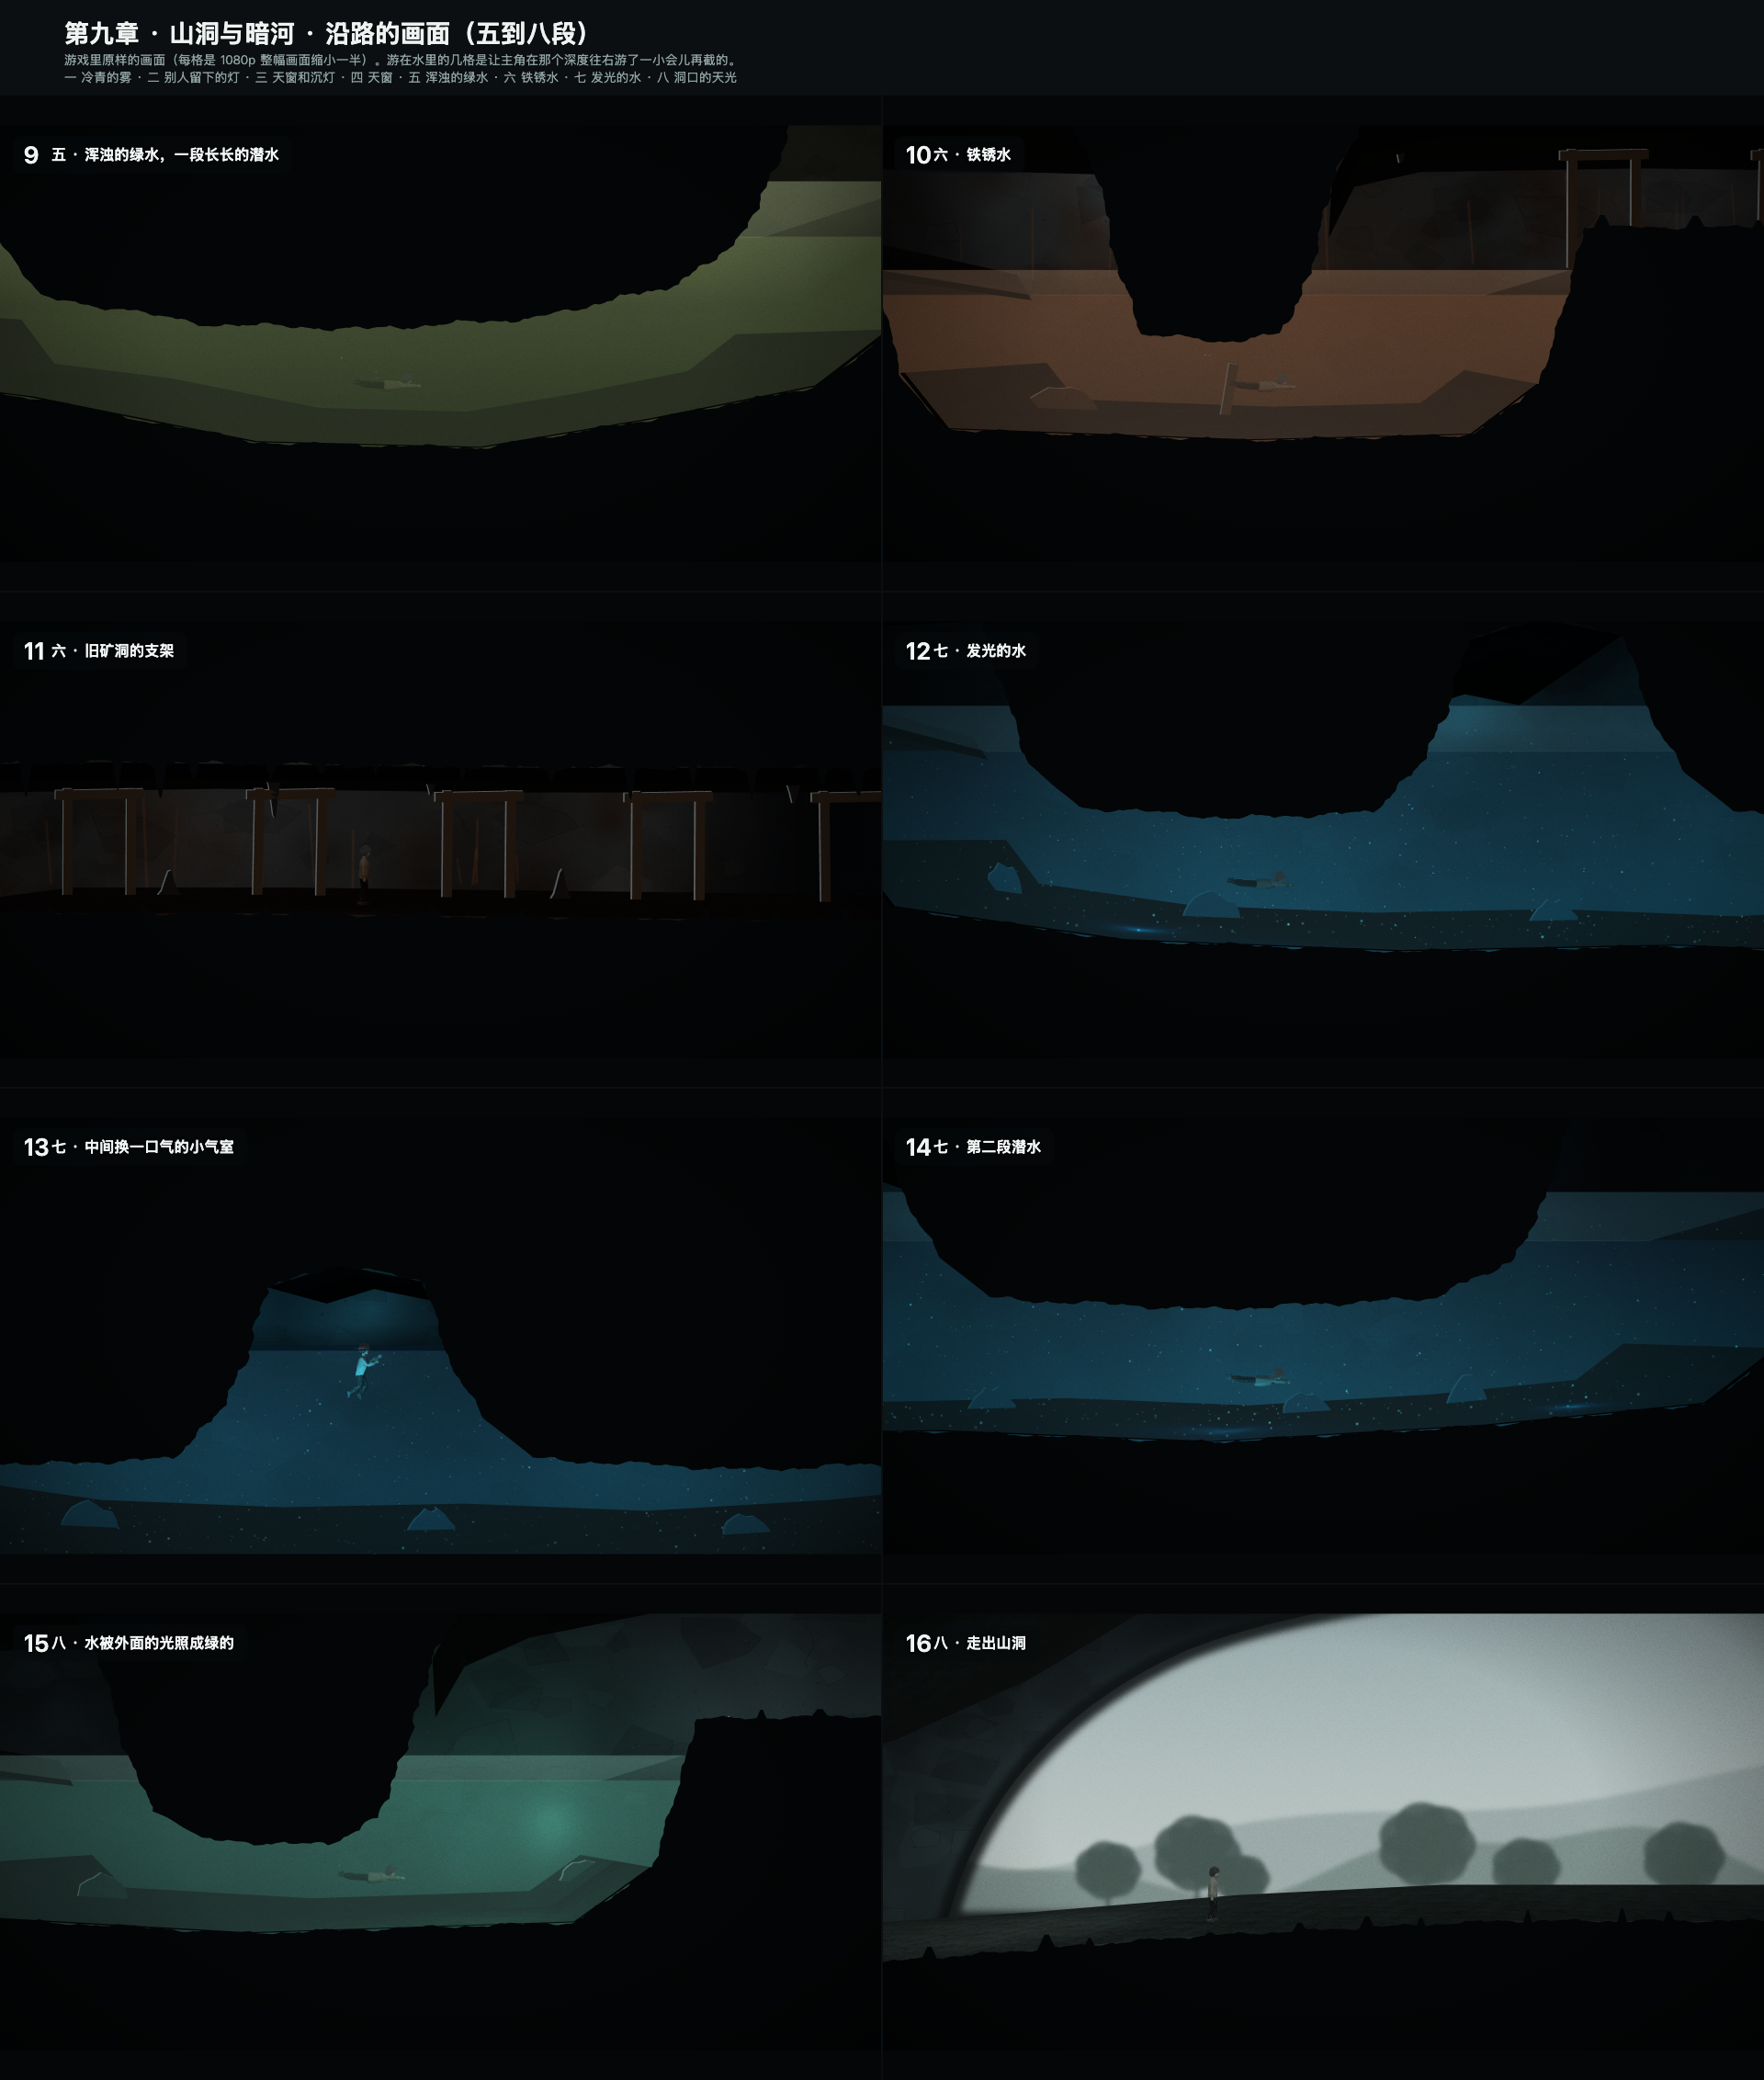 第九章 · 山洞与暗河 · 沿路的画面（五到八段）
游戏里原样的画面（每格是 1080p 整幅画面缩小一半）。游在水里的几格是让主角在那个深度往右游了一小会儿再截的。
一 冷青的雾 · 二 别人留下的灯 · 三 天窗和沉灯 · 四 天窗 · 五 浑浊的绿水 · 六 铁锈水 · 七 发光的水 · 八 洞口的天光
9 五 · 浑浊的绿水，一段长长的潜水
10 六 · 铁锈水
11 六 · 旧矿洞的支架
12 七 · 发光的水
13 七 · 中间换一口气的小气室
14 七 · 第二段潜水
15 八 · 水被外面的光照成绿的
16 八 · 走出山洞